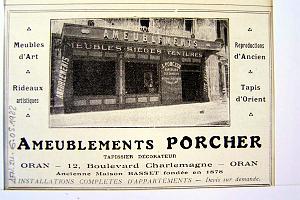 AMEUBLEMENTS
MEUBLES SIEGES TENTURES
Meubles
d'Art
Rideaux
artistiques
Reproductions
d'Ancien
Tapis
d'Orient
AMEUBLEMENTS PORCHER
TAPISSIER DÉCORATEUR
ORAN — 12, Boulevard Charlemagne — ORAN
Ancienne Maison BASSET fondée en 1876
INSTALLATIONS COMPLÈTES D'APPARTEMENTS — Devis sur demande.